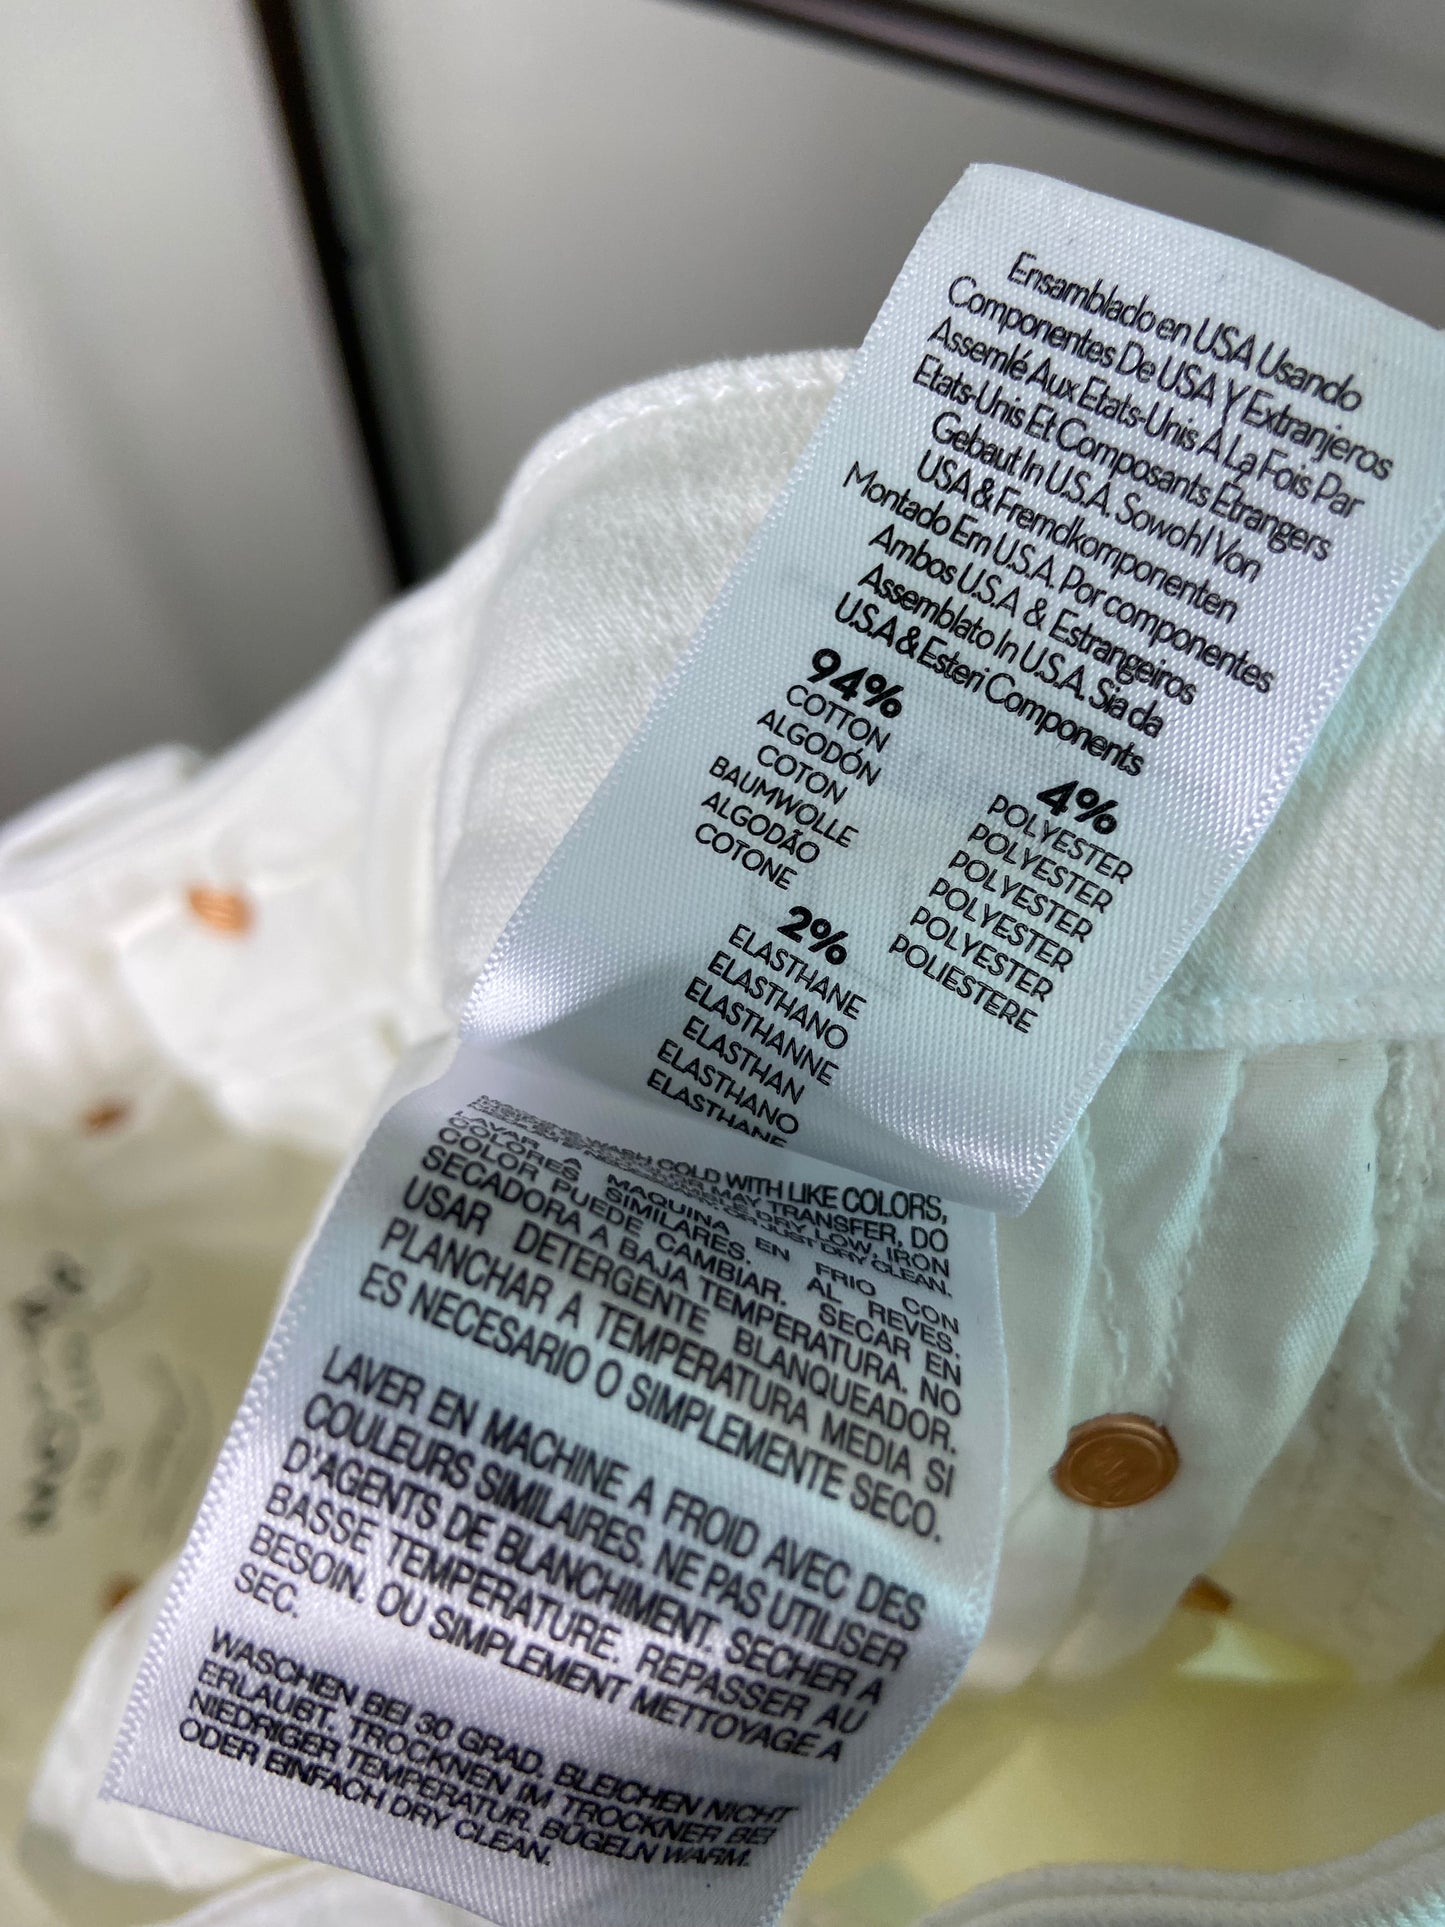 Ensamblado en USA Usando
Componentes De USA Y Extranjeros
Assemlé Aux Etats-Unis À La Fois Par
Etats-Unis Et Composants Etrangers
Gebaut In U.S.A. Sowohl Von
USA & Fremdkomponenten
Montado Em U.S.A. Por componentes
Ambos U.S.A & Estrangeiros
Assemblato In U.S.A. Sia da
U.S.A & Esteri Components
94%
COTTON
ALGODÓN
COTON
BAUMWOLLE
ALGODÃO
COTONE
4%
POLYESTER
POLYESTER
POLYESTER
POLYESTER
POLYESTER
POLIESTERE
2%
ELASTHANE
ELASTHANO
ELASTHANNE
ELASTHAN
ELASTHANO
ELASTHANE
WASH COLD WITH LIKE COLORS,
MAY TRANSFER, DO
DRY LOW, IRON
OR JUST DRY CLEAN.
LAVAR A MAQUINA EN FRIO CON
COLORES SIMILARES. AL REVES.
COLOR PUEDE CAMBIAR. SECAR EN
SECADORA A BAJA TEMPERATURA. NO
USAR DETERGENTE BLANQUEADOR.
PLANCHAR A TEMPERATURA MEDIA SI
ES NECESARIO O SIMPLEMENTE SECO.
LAVER EN MACHINE A FROID AVEC DES
COULEURS SIMILAIRES. NE PAS UTILISER
D'AGENTS DE BLANCHIMENT. SECHER A
BASSE TEMPERATURE. REPASSER AU
BESOIN. OU SIMPLEMENT METTOYAGE A
SEC.
WASCHEN BEI 30 GRAD. BLEICHEN NICHT
ERLAUBT. TROCKNEN IM TROCKNER BEI
NIEDRIGER TEMPERATUR. BÜGELN WARM.
ODER EINFACH DRY CLEAN.